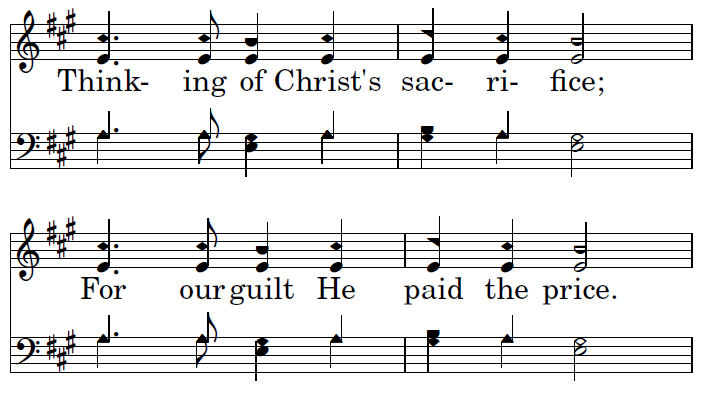 Think- ing of Christ's sac- ri- fice;
For our guilt He paid the price.